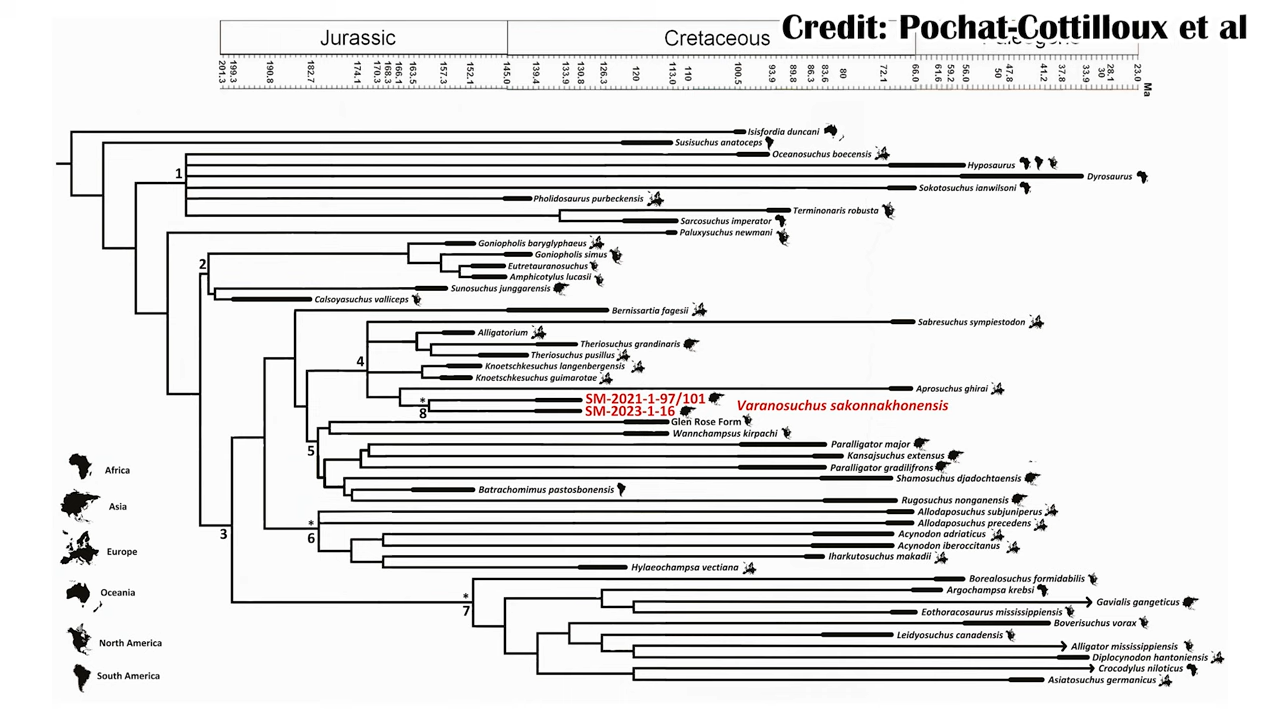 Credit: Pochat-Cottilloux et al
Jurassic
Cretaceous
201.3 199.3 190.8 182.7 174.1 170.3 168.3 166.1 163.5 157.3 152.1 145.0 139.4 133.9 130.8 126.3 120 113.0 110 100.5 93.9 89.8 86.3 83.6 80 72.1 66.0 61.6 59.2 56.0 50 47.8 41.2 37.8 33.9 30 28.1 23.0 Ma
Isisfordia duncani
Susisuchus anatoceps
Oceanosuchus boecensis
Hyposaurus
1
Dyrosaurus
Sokotosuchus ianwilsoni
Pholidosaurus purbeckensis
Terminonaris robusta
Sarcosuchus imperator
Paluxysuchus newmani
Goniopholis baryglyphaeus
Goniopholis simus
2
Eutretauranosuchus
Amphicotylus lucasii
Sunosuchus junggarensis
Calsoyasuchus valliceps
Bernissartia fagesii
Sabresuchus sympiestodon
Alligatorium
Theriosuchus grandinaris
Theriosuchus pusillus
4
Knoetschkesuchus langenbergensis
Knoetschkesuchus guimarotae
Aprosuchus ghirai
* SM-2021-1-97/101
Varanosuchus sakonnakhonensis
8 SM-2023-1-16
Glen Rose Form
Wannchampsus kirpachi
Paralligator major
5
Kansajsuchus extensus
Paralligator gradilifrons
Africa
Shamosuchus djadochtaensis
Batrachomimus pastosbonensis
Rugosuchus nonganensis
Asia
Allodaposuchus subjuniperus
* Allodaposuchus precedens
3
6
Acynodon adriaticus
Acynodon iberoccitanus
Europe
Iharkutosuchus makadii
Hylaeochampsa vectiana
Borealosuchus formidabilis
Oceania
Argochampsa krebsi
*
Gavialis gangeticus
7
Eothoracosaurus mississippiensis
Boverisuchus vorax
Leidyosuchus canadensis
North America
Alligator mississippiensis
Diplocynodon hantoniensis
Crocodylus niloticus
South America
Asiatosuchus germanicus